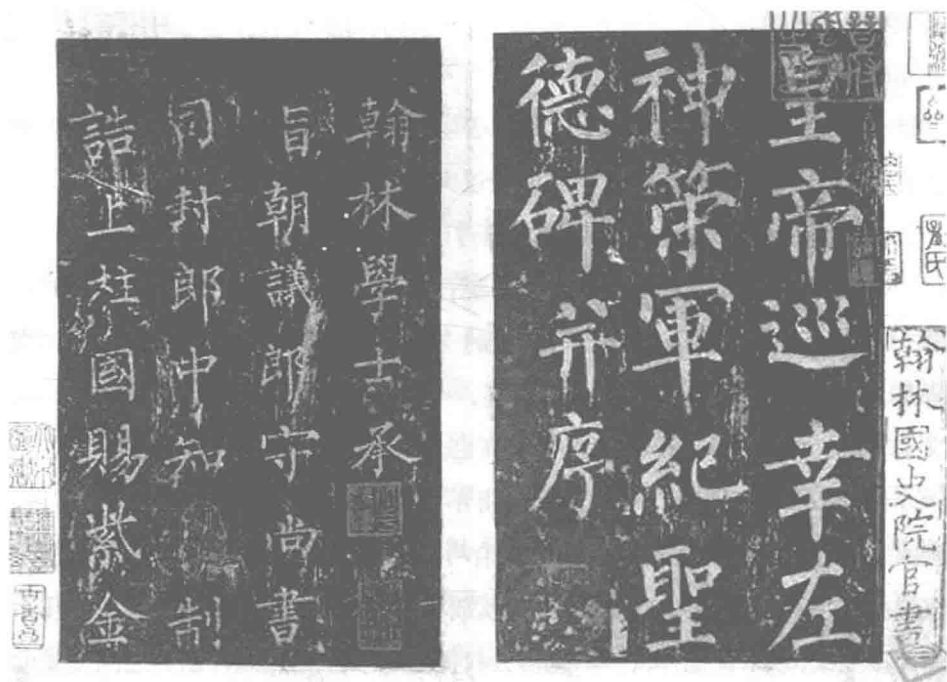 翰林國史院官書
皇帝巡幸左
神策軍紀聖
德碑并序
翰林學士承
旨朝議郎守尚書
司封郎中知制
誥上柱國賜紫金